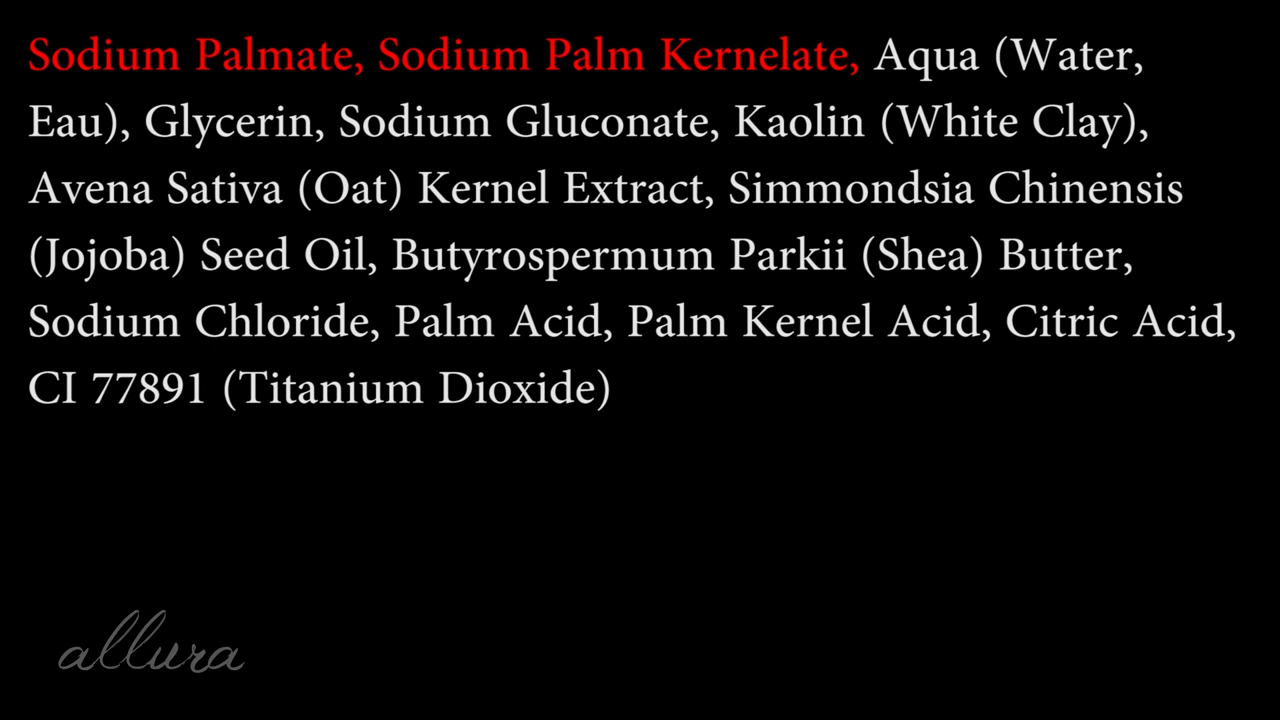 Sodium Palmate, Sodium Palm Kernelate, Aqua (Water,
Eau), Glycerin, Sodium Gluconate, Kaolin (White Clay),
Avena Sativa (Oat) Kernel Extract, Simmondsia Chinensis
(Jojoba) Seed Oil, Butyrospermum Parkii (Shea) Butter,
Sodium Chloride, Palm Acid, Palm Kernel Acid, Citric Acid,
CI 77891 (Titanium Dioxide)
allura